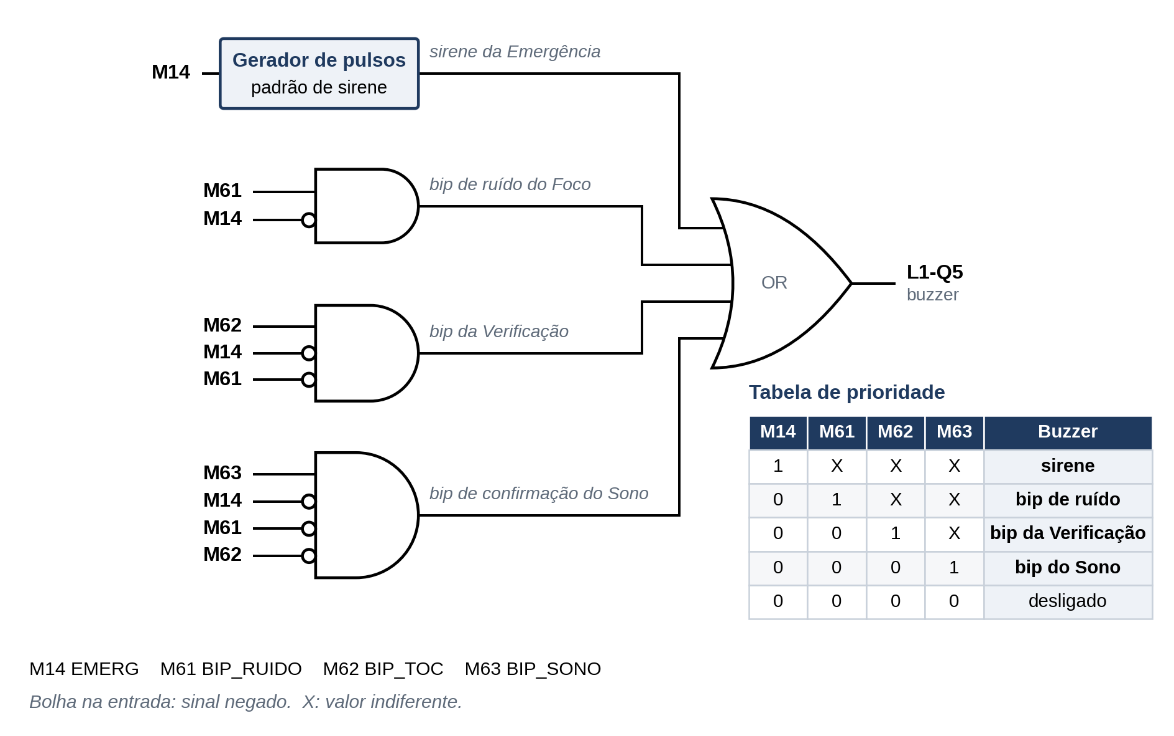 M14
Gerador de pulsos
padrão de sirene
sirene da Emergência
M61
M14
bip de ruído do Foco
M62
M14
M61
bip da Verificação
M63
M14
M61
M62
bip de confirmação do Sono
OR
L1-Q5
buzzer
Tabela de prioridade
M14 M61 M62 M63 Buzzer
1 X X X sirene
0 1 X X bip de ruído
0 0 1 X bip da Verificação
0 0 0 1 bip do Sono
0 0 0 0 desligado
M14 EMERG M61 BIP_RUIDO M62 BIP_TOC M63 BIP_SONO
Bolha na entrada: sinal negado. X: valor indiferente.